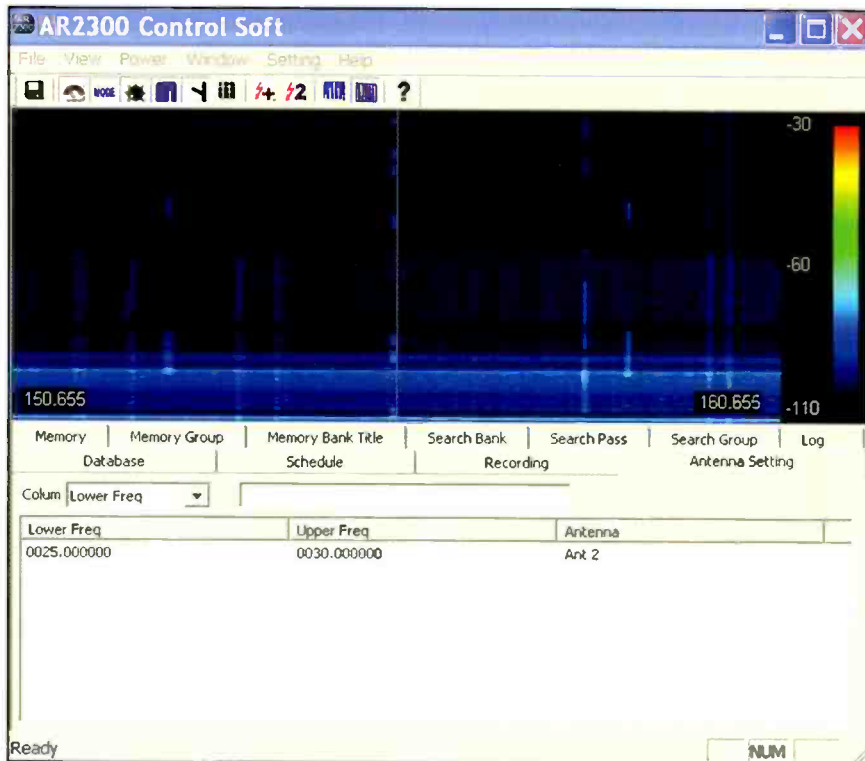 AR2300 Control Soft
File View Power Window Setting Help
MODE
?
-30
-60
150.655 160.655 -110
Memory Memory Group Memory Bank Title Search Bank Search Pass Search Group Log
Database Schedule Recording Antenna Setting
Colum Lower Freq
Lower Freq Upper Freq Antenna
0025.000000 0030.000000 Ant 2
Ready NUM